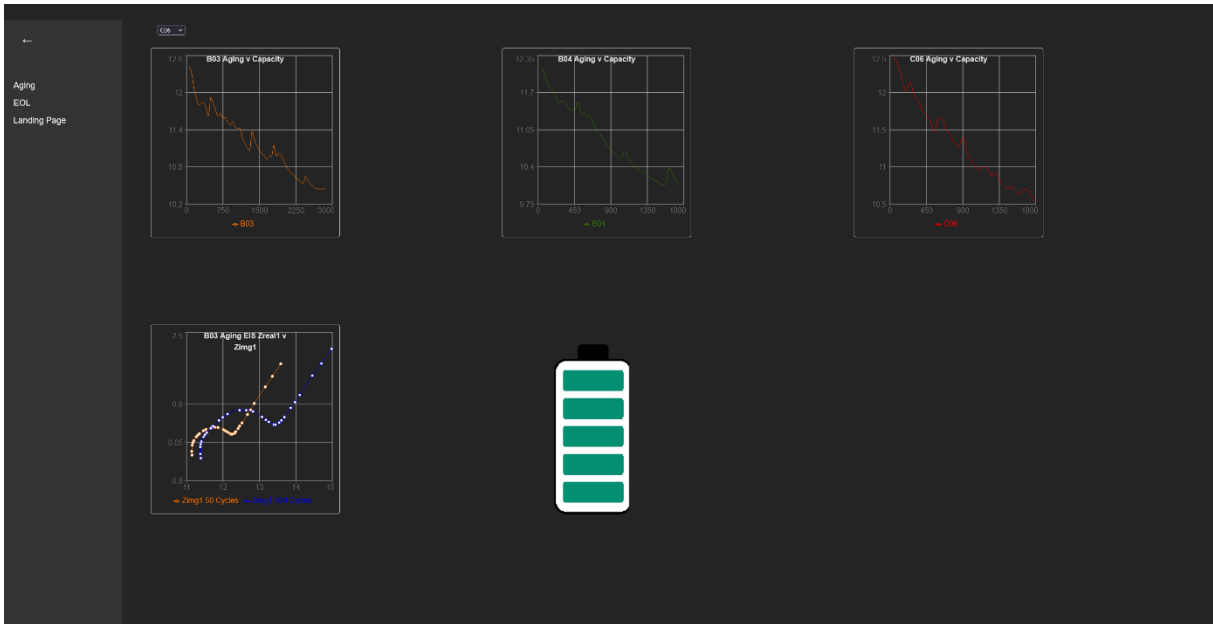 ←
Aging
EOL
Landing Page
C06
B03 Aging v Capacity
12.6
12
11.4
10.8
10.2
0 750 1500 2250 3000
B03
B04 Aging v Capacity
12.35
11.7
11.05
10.4
9.75
0 450 900 1350 1800
B04
C06 Aging v Capacity
12.5
12
11.5
11
10.5
0 450 900 1350 1800
C06
B03 Aging EIS Zreal1 v
Zimg1
2.5
0.9
0.05
-0.8
11 12 13 14 15
Zimg1 50 Cycles